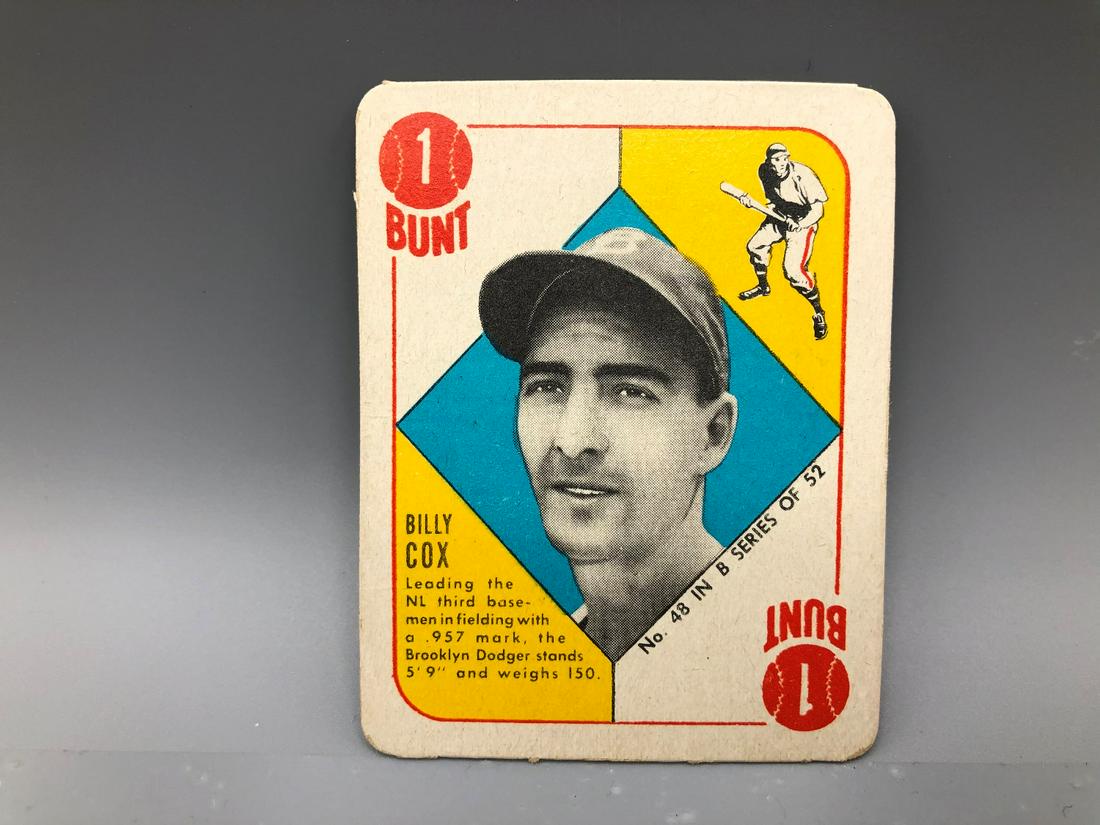 1
BUNT
BILLY
COX
Leading the
NL third base-
men in fielding with
a .957 mark, the
Brooklyn Dodger stands
5'9" and weighs 150.
No. 48 IN B SERIES OF 52
BUNT
1